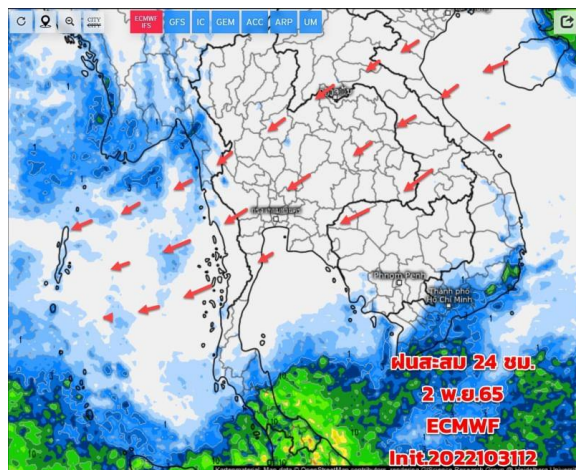 CITY
ECMWF
IFS
GFS
IC
GEM
ACC
ARP
UM
Phnom Penh
Thành phố
Hồ Chí Minh
ฝนสะสม 24 ชม.
2 พ.ย.65
ECMWF
Init.2022103112